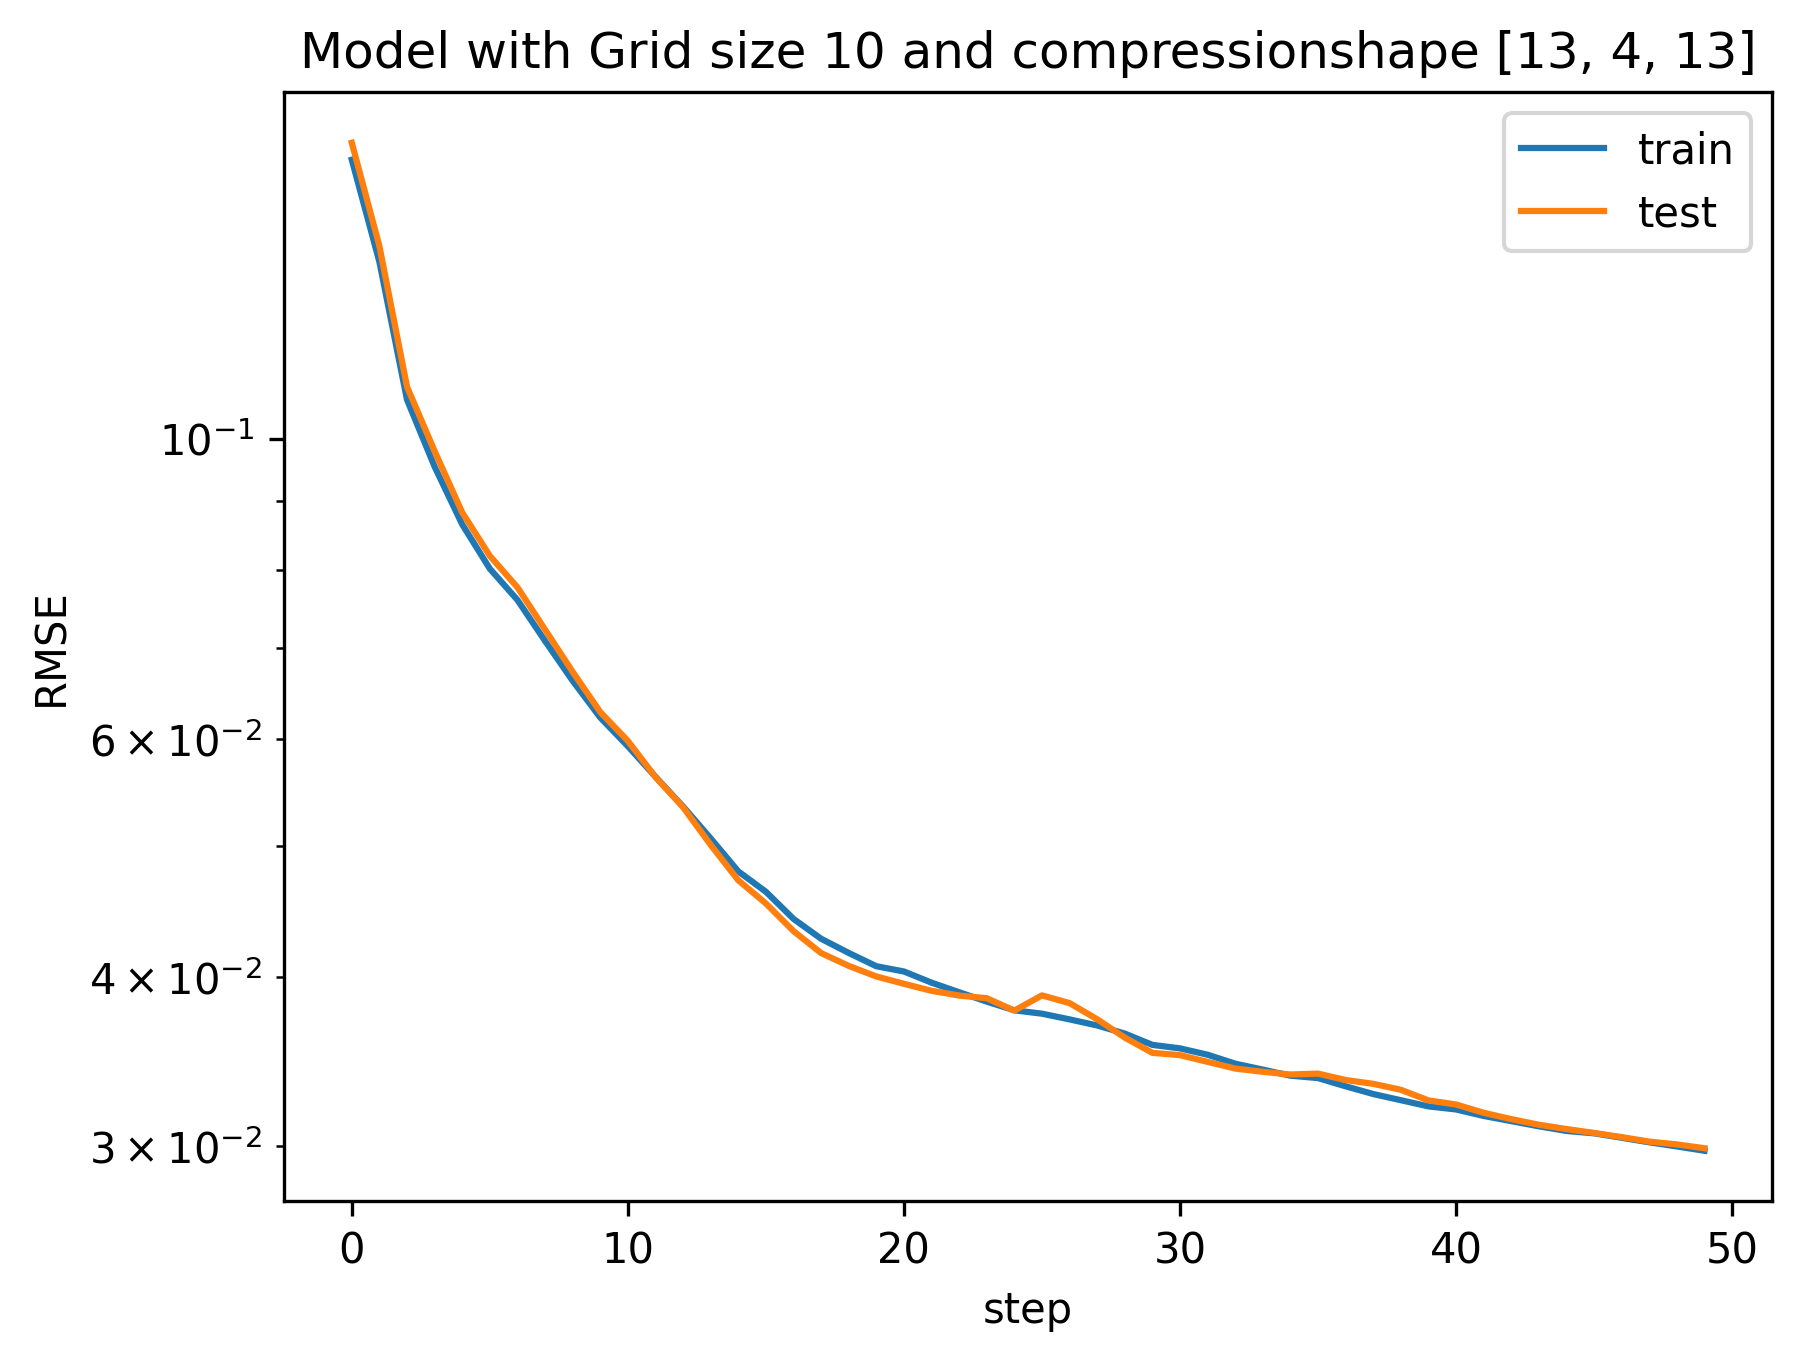 Model with Grid size 10 and compressionshape [13, 4, 13]
train
test
10⁻¹
6 × 10⁻²
4 × 10⁻²
3 × 10⁻²
RMSE
0 10 20 30 40 50
step